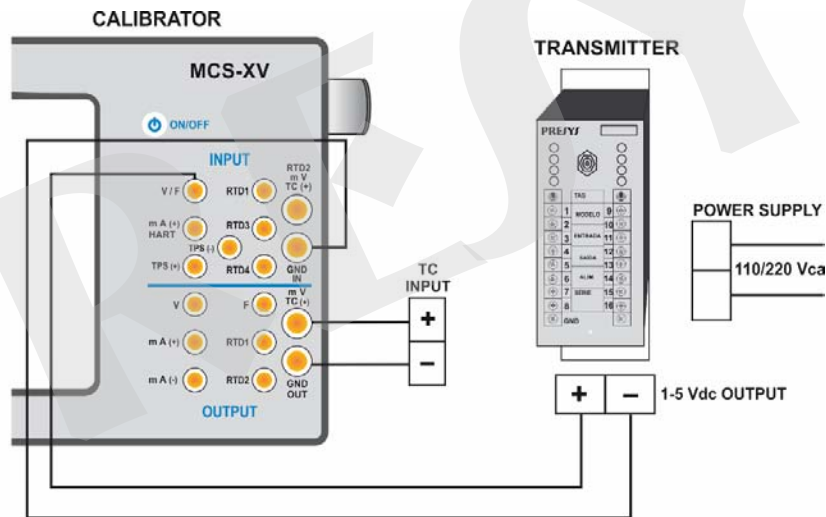 CALIBRATOR
MCS-XV
ON/OFF
INPUT
V / F
RTD1
RTD2
m V
TC (+)
m A (+)
HART
RTD3
TPS (-)
TPS (+)
RTD4
GND
IN
V
F
m V
TC (+)
m A (+)
RTD1
m A (-)
RTD2
GND
OUT
OUTPUT
TC
INPUT
+
–
TRANSMITTER
PRESYS
TAG
1 MODELO 9
2 10
3 ENTRADA 11
4 12
5 SAIDA 13
6 ALIM. 14
7 SERIE 15
8 16
GND
POWER SUPPLY
110/220 Vca
+ –
1-5 Vdc OUTPUT